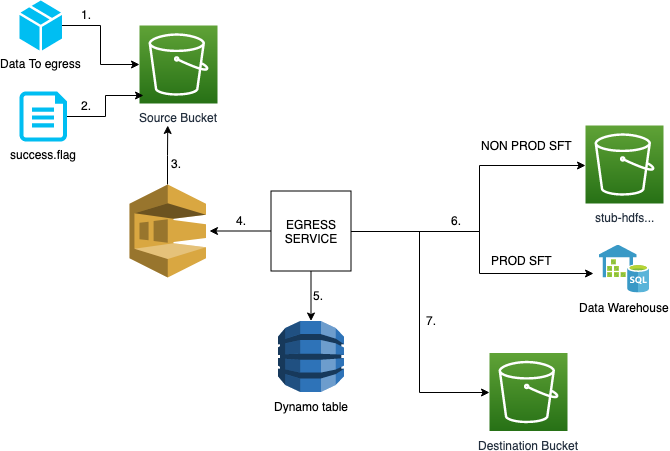 1.
Data To egress
2.
success.flag
Source Bucket
3.
4.
EGRESS
SERVICE
5.
Dynamo table
6.
NON PROD SFT
stub-hdfs...
PROD SFT
SQL
Data Warehouse
7.
Destination Bucket